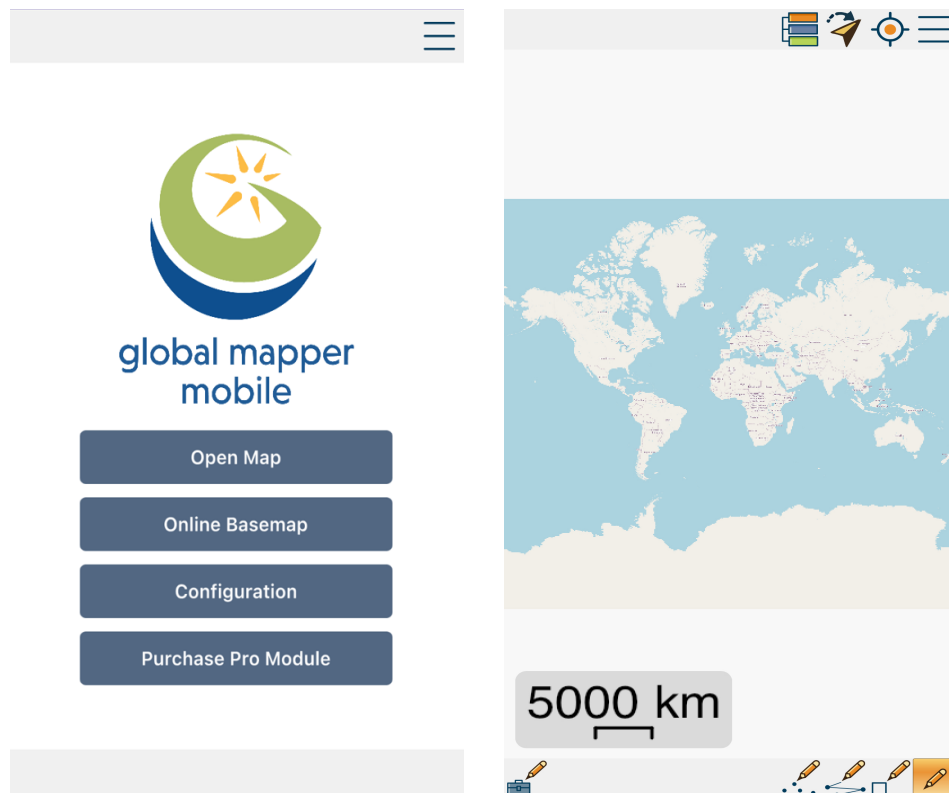 global mapper
mobile
Open Map
Online Basemap
Configuration
Purchase Pro Module
5000 km